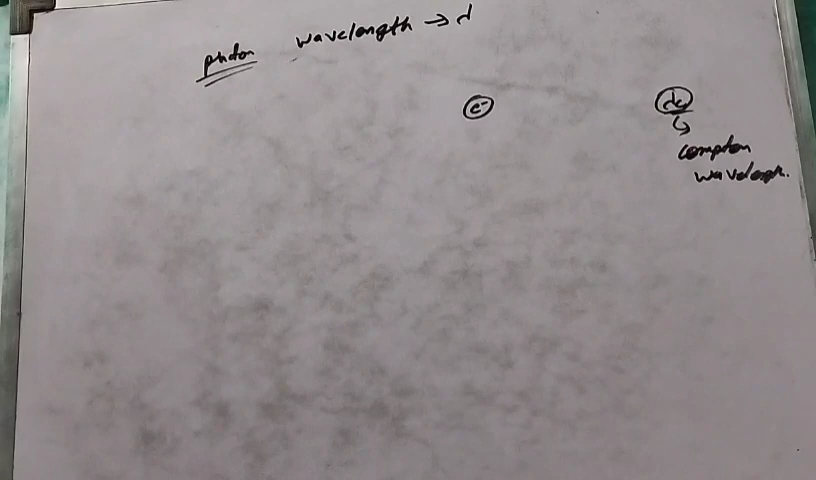 photon wavelength → λ
e⁻ λc
↳
compton
wavelength.